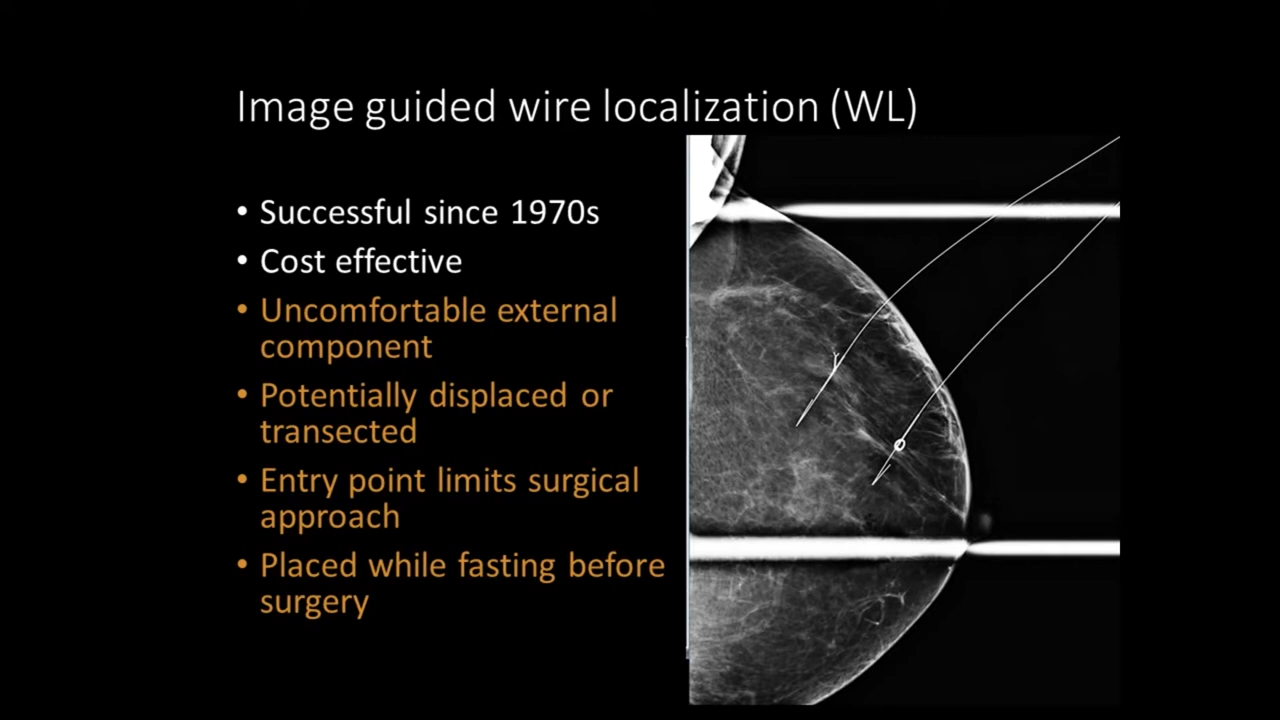 Image guided wire localization (WL)
• Successful since 1970s
• Cost effective
• Uncomfortable external
component
• Potentially displaced or
transected
• Entry point limits surgical
approach
• Placed while fasting before
surgery